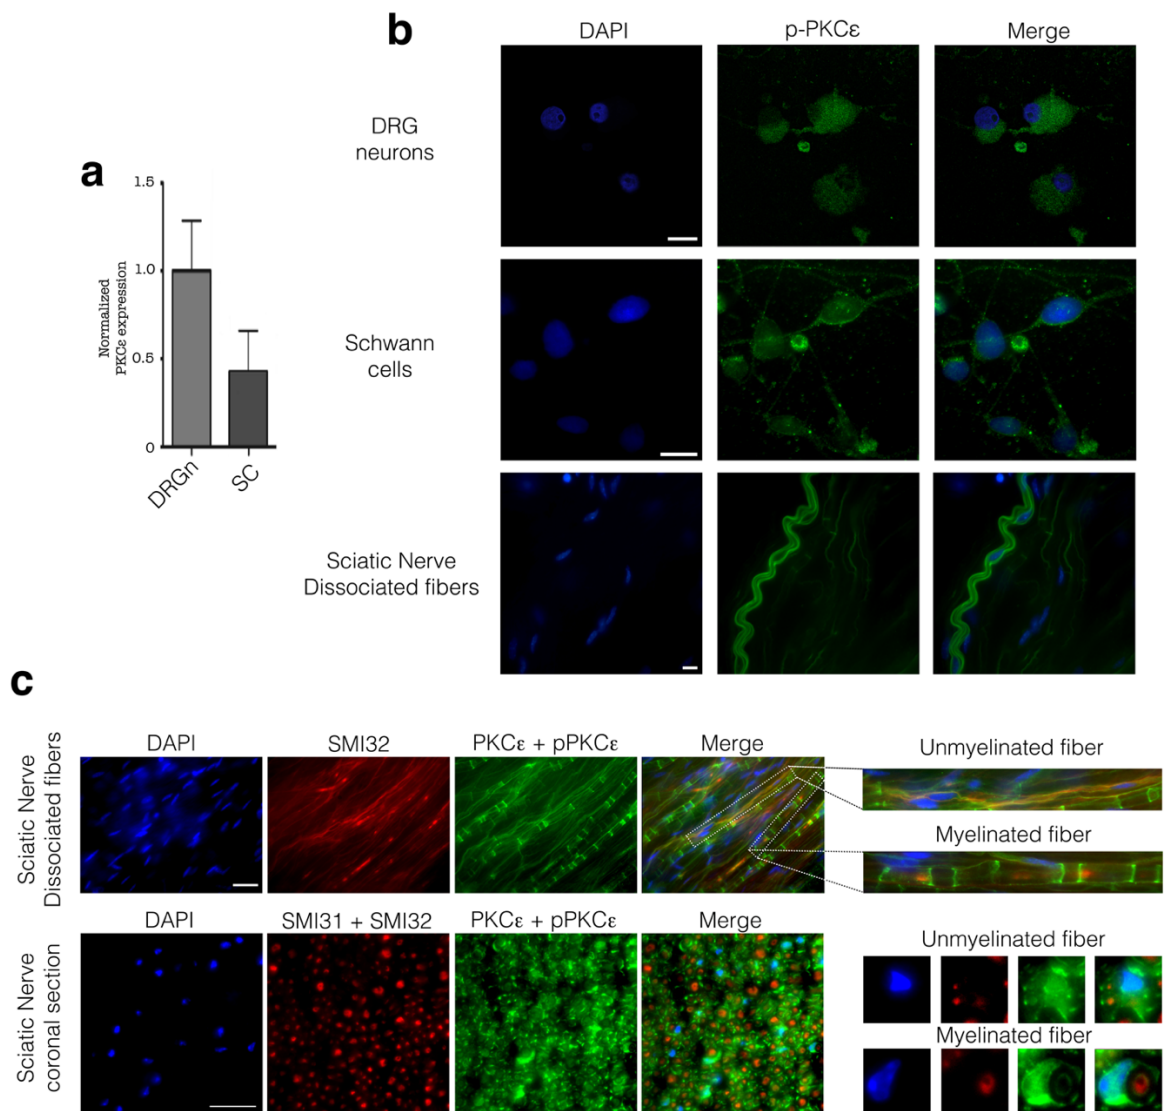 a
1.5
1.0
0.5
0
Normalized
PKCε expression
DRGn
SC
b
DAPI
p-PKCε
Merge
DRG
neurons
Schwann
cells
Sciatic Nerve
Dissociated fibers
c
Sciatic Nerve
Dissociated fibers
DAPI
SMI32
PKCε + pPKCε
Merge
Unmyelinated fiber
Myelinated fiber
Sciatic Nerve
coronal section
DAPI
SMI31 + SMI32
PKCε + pPKCε
Merge
Unmyelinated fiber
Myelinated fiber